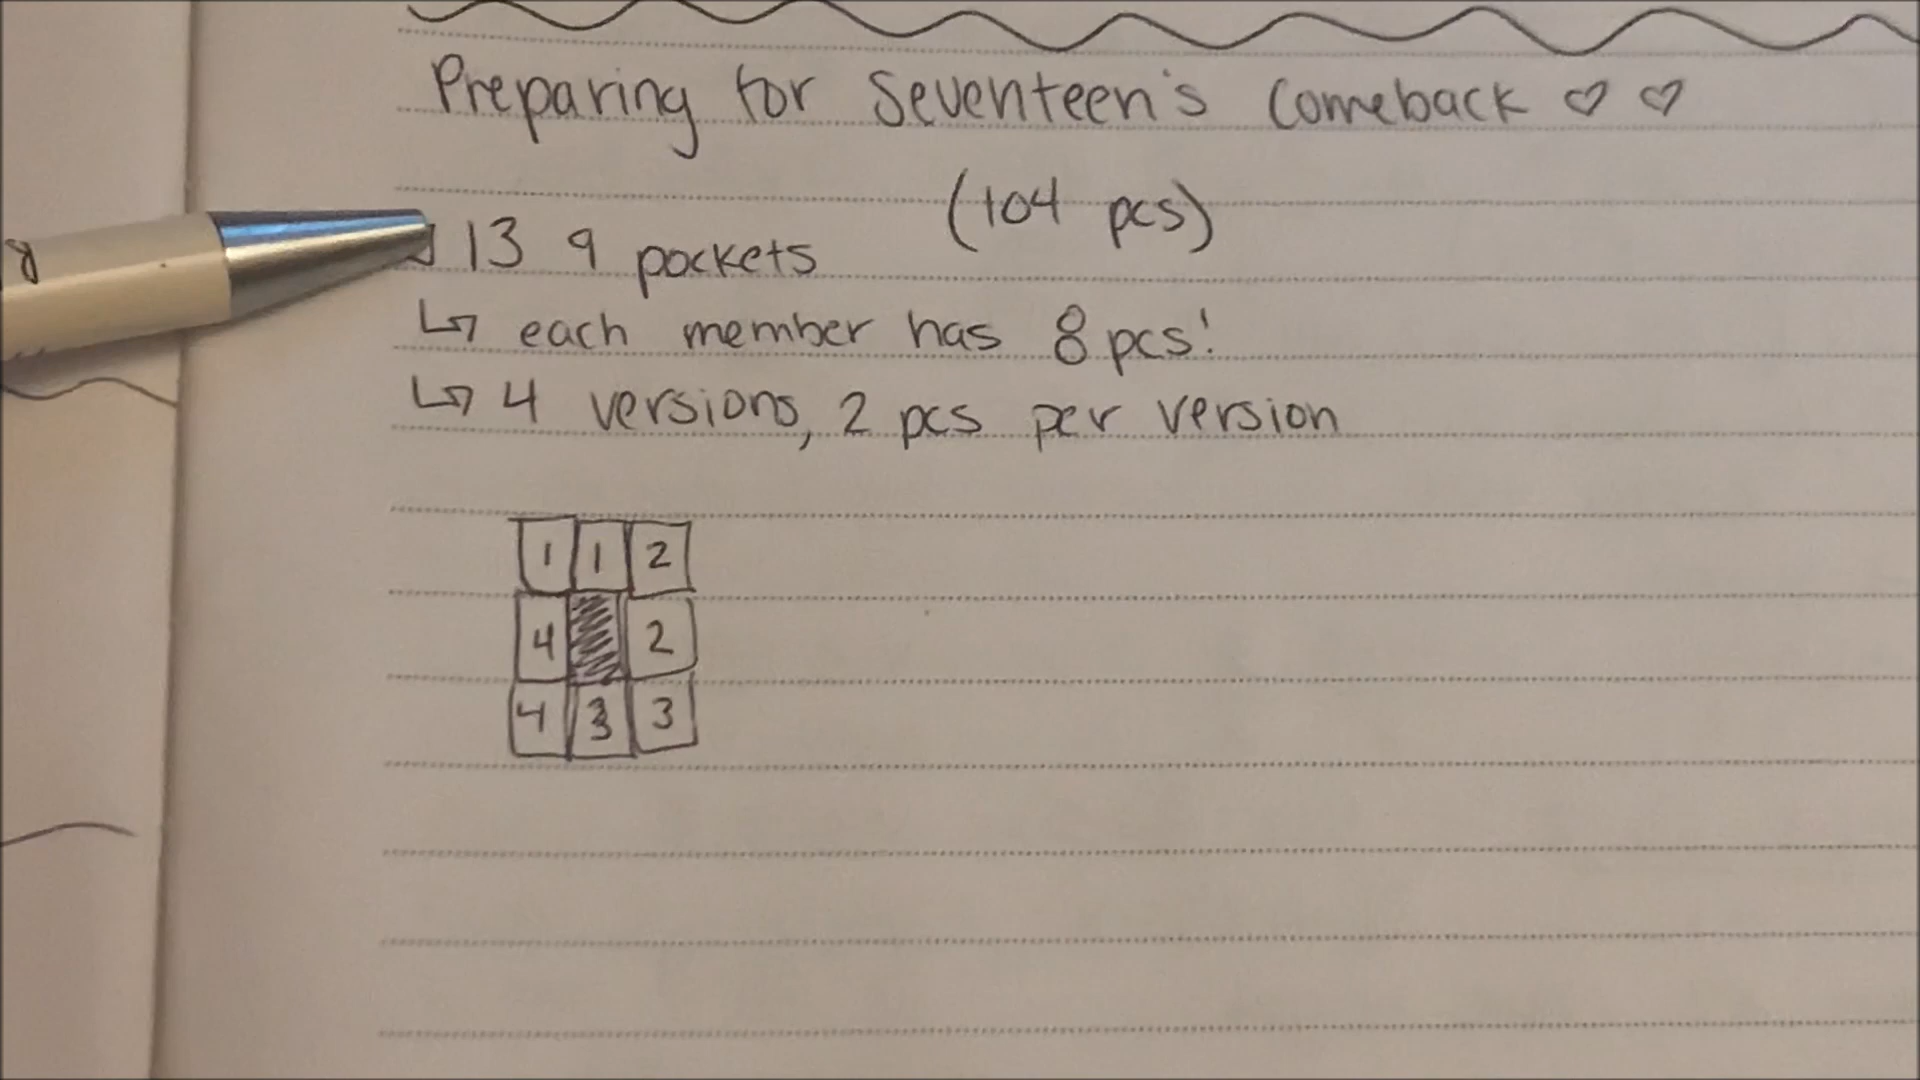 Preparing for Seventeen's Comeback ♡ ♡
(104 pcs)
13 9 pockets
↳ each member has 8 pcs!
↳ 4 versions, 2 pcs per version
1 1 2
4 2
4 3 3